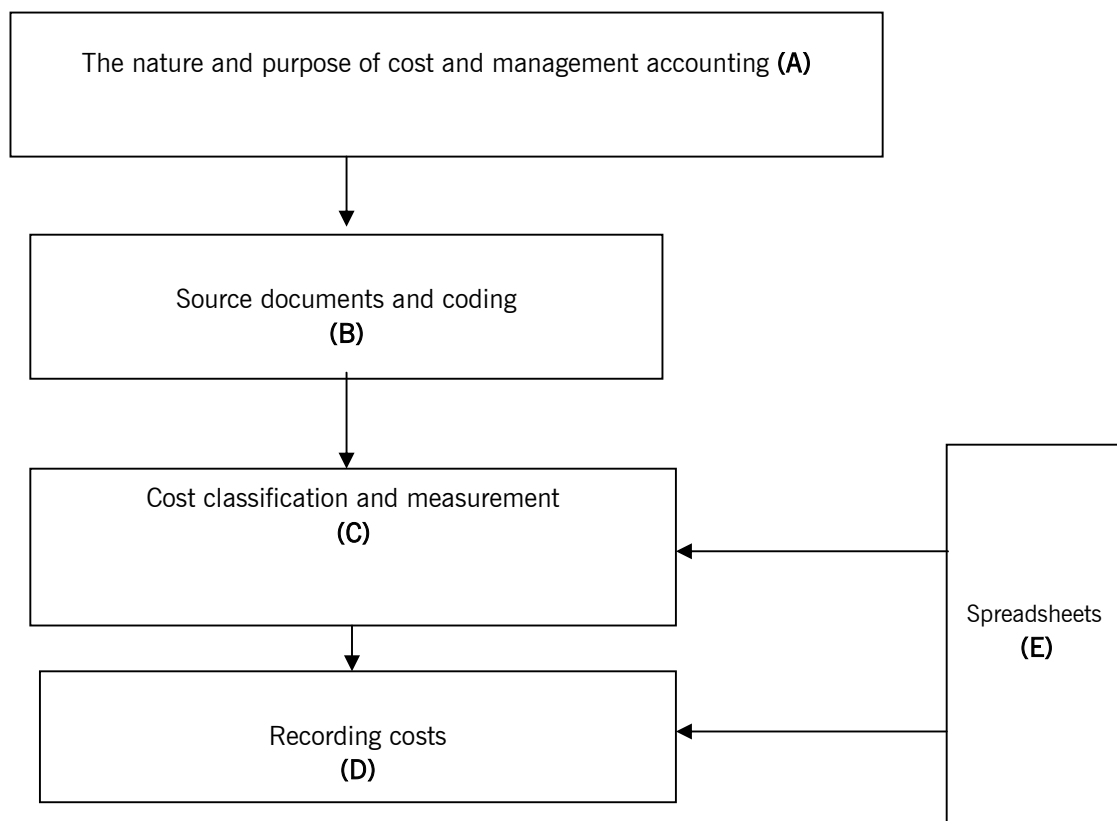 The nature and purpose of cost and management accounting (A)
Source documents and coding
(B)
Cost classification and measurement
(C)
Spreadsheets
(E)
Recording costs
(D)